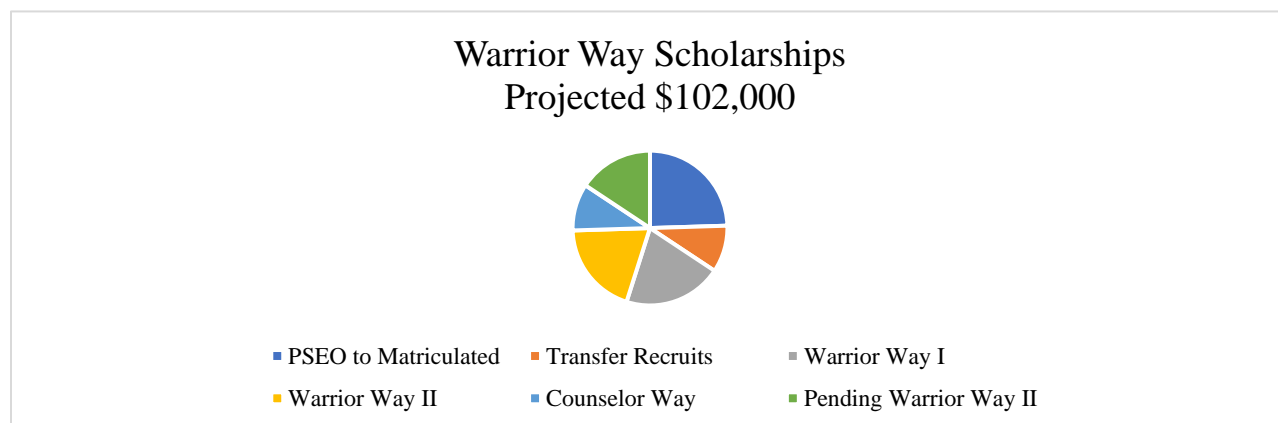 Warrior Way Scholarships
Projected $102,000
PSEO to Matriculated Transfer Recruits Warrior Way I
Warrior Way II Counselor Way Pending Warrior Way II